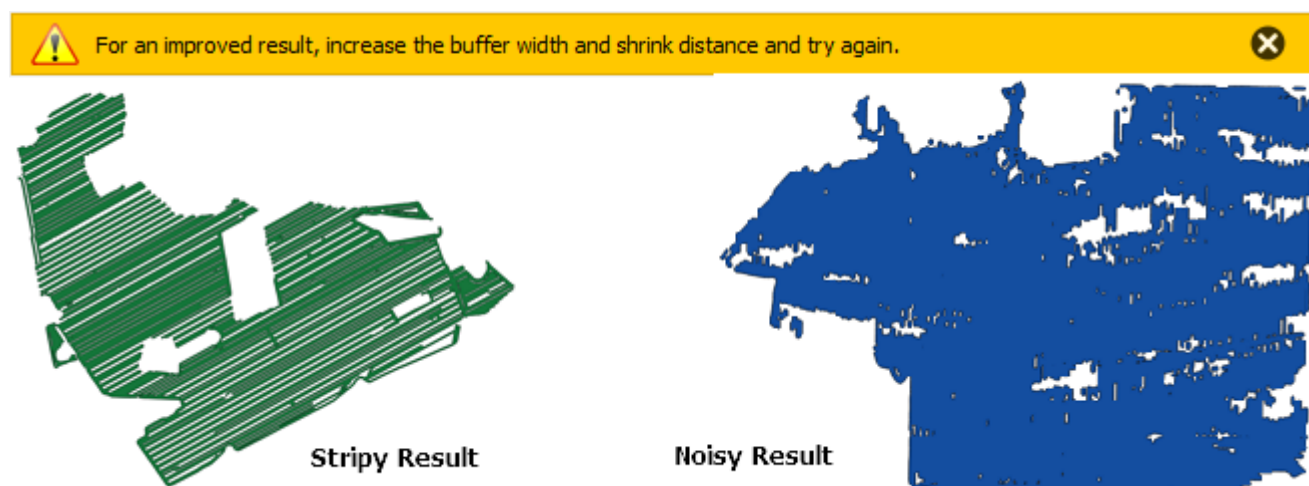 For an improved result, increase the buffer width and shrink distance and try again.
Stripy Result
Noisy Result